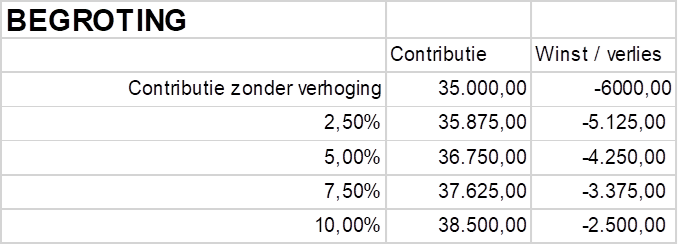 BEGROTING
Contributie Winst / verlies
Contributie zonder verhoging 35.000,00 -6000,00
2,50% 35.875,00 -5.125,00
5,00% 36.750,00 -4.250,00
7,50% 37.625,00 -3.375,00
10,00% 38.500,00 -2.500,00